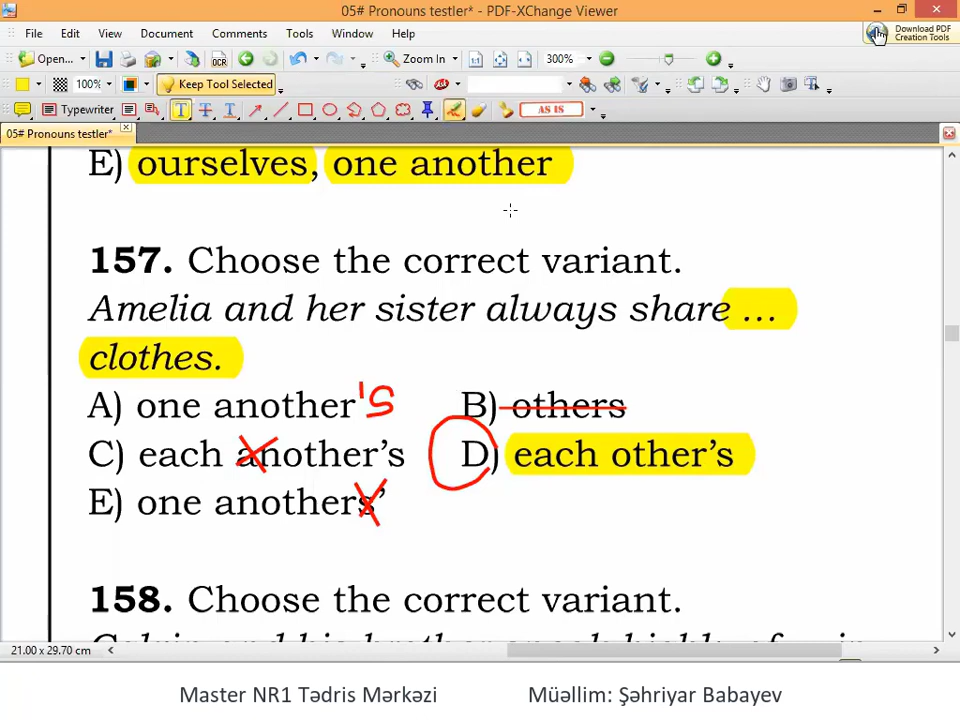 05# Pronouns testler* - PDF-XChange Viewer
File Edit View Document Comments Tools Window Help
Download PDF Creation Tools
Open... OCR Zoom In 300%
100% Keep Tool Selected
Typewriter AS IS
05# Pronouns testler*
E) ourselves, one another
157. Choose the correct variant.
Amelia and her sister always share ...
clothes.
A) one another's B) others
C) each another's D) each other's
E) one anothers'
158. Choose the correct variant.
21.00 x 29.70 cm
Master NR1 Tədris Mərkəzi Müəllim: Şəhriyar Babayev